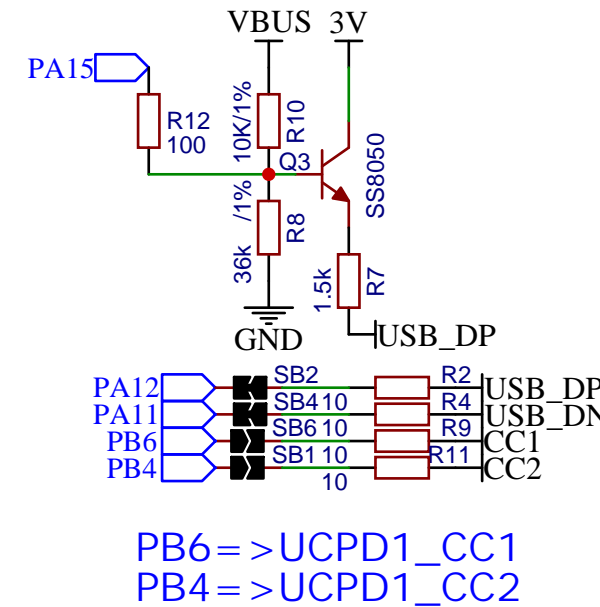 VBUS 3V
PA15
R12
100
10K/1%
R10
Q3
SS8050
/1%
36k
R8
1.5k
R7
GND
USB_DP
PA12 SB2 R2 USB_DP
PA11 SB4 10 R4 USB_DN
PB6 SB6 10 R9 CC1
PB4 SB1 10 R11 CC2
10
PB6=>UCPD1_CC1
PB4=>UCPD1_CC2